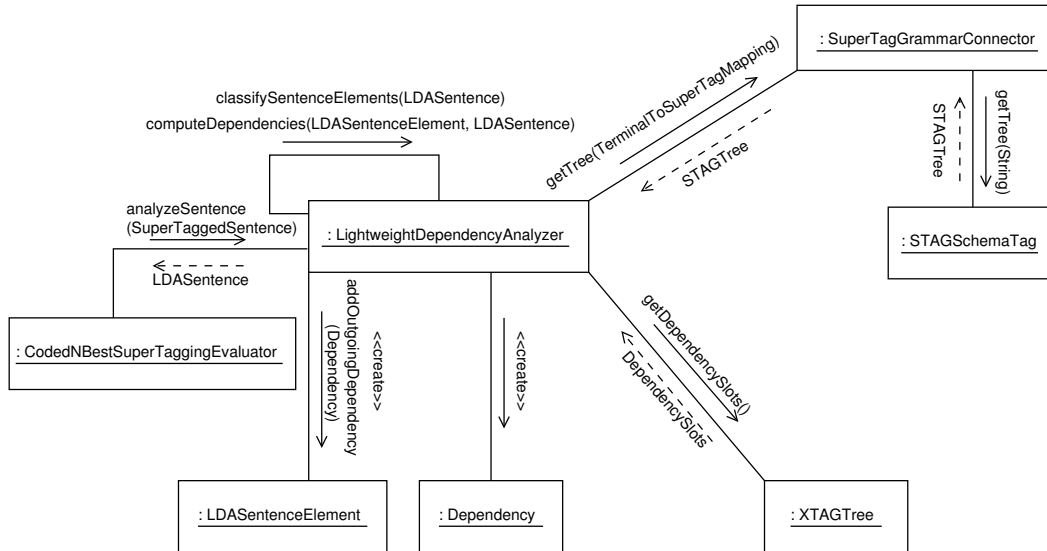 : SuperTagGrammarConnector
classifySentenceElements(LDASentence)
computeDependencies(LDASentenceElement, LDASentence)
getTree(TerminalToSuperTagMapping)
STAGTree
getTree(String)
STAGTree
analyzeSentence
(SuperTaggedSentence)
LDASentence
: LightweightDependencyAnalyzer
: STAGSchemaTag
: CodedNBestSuperTaggingEvaluator
addOutgoingDependency
(Dependency)
<<create>>
<<create>>
getDependencySlots()
DependencySlots
: LDASentenceElement
: Dependency
: XTAGTree